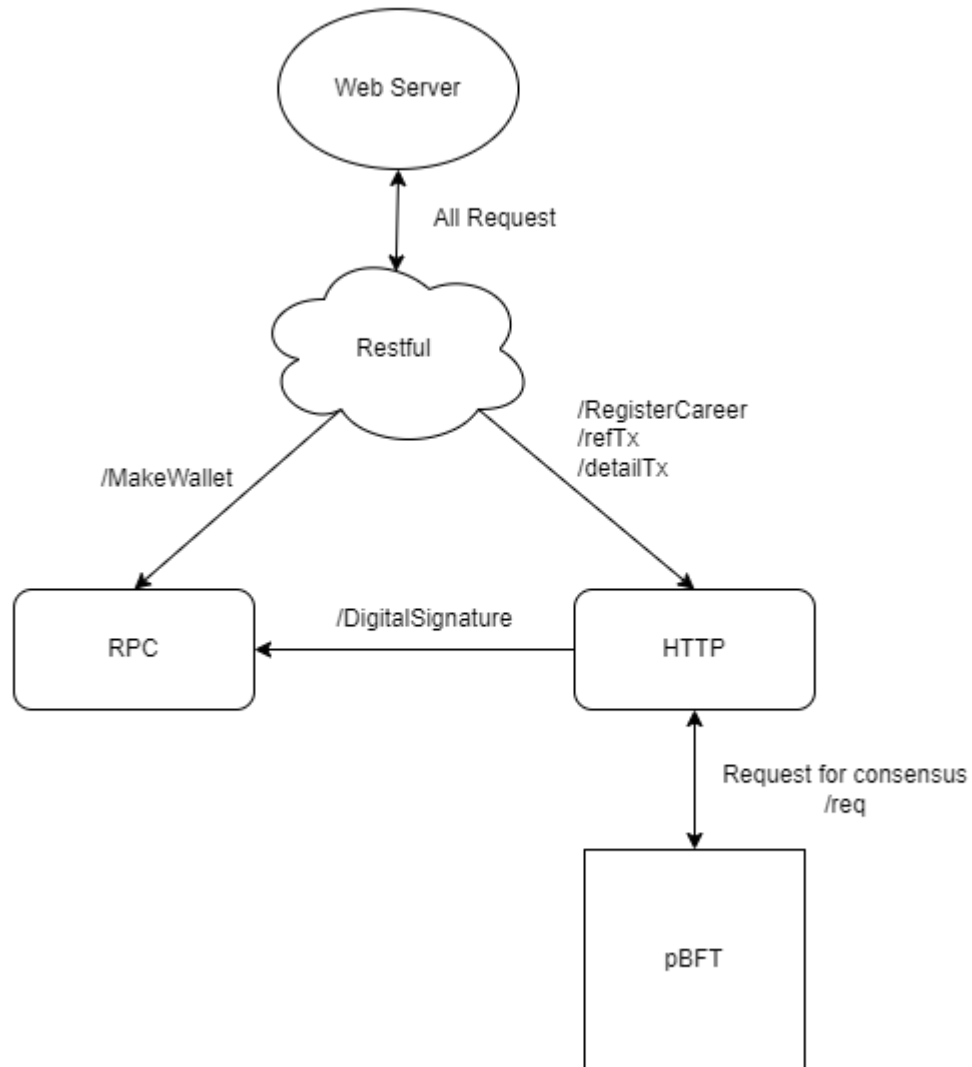 Web Server
All Request
Restful
/RegisterCareer
/refTx
/detailTx
/MakeWallet
/DigitalSignature
RPC
HTTP
Request for consensus
/req
pBFT